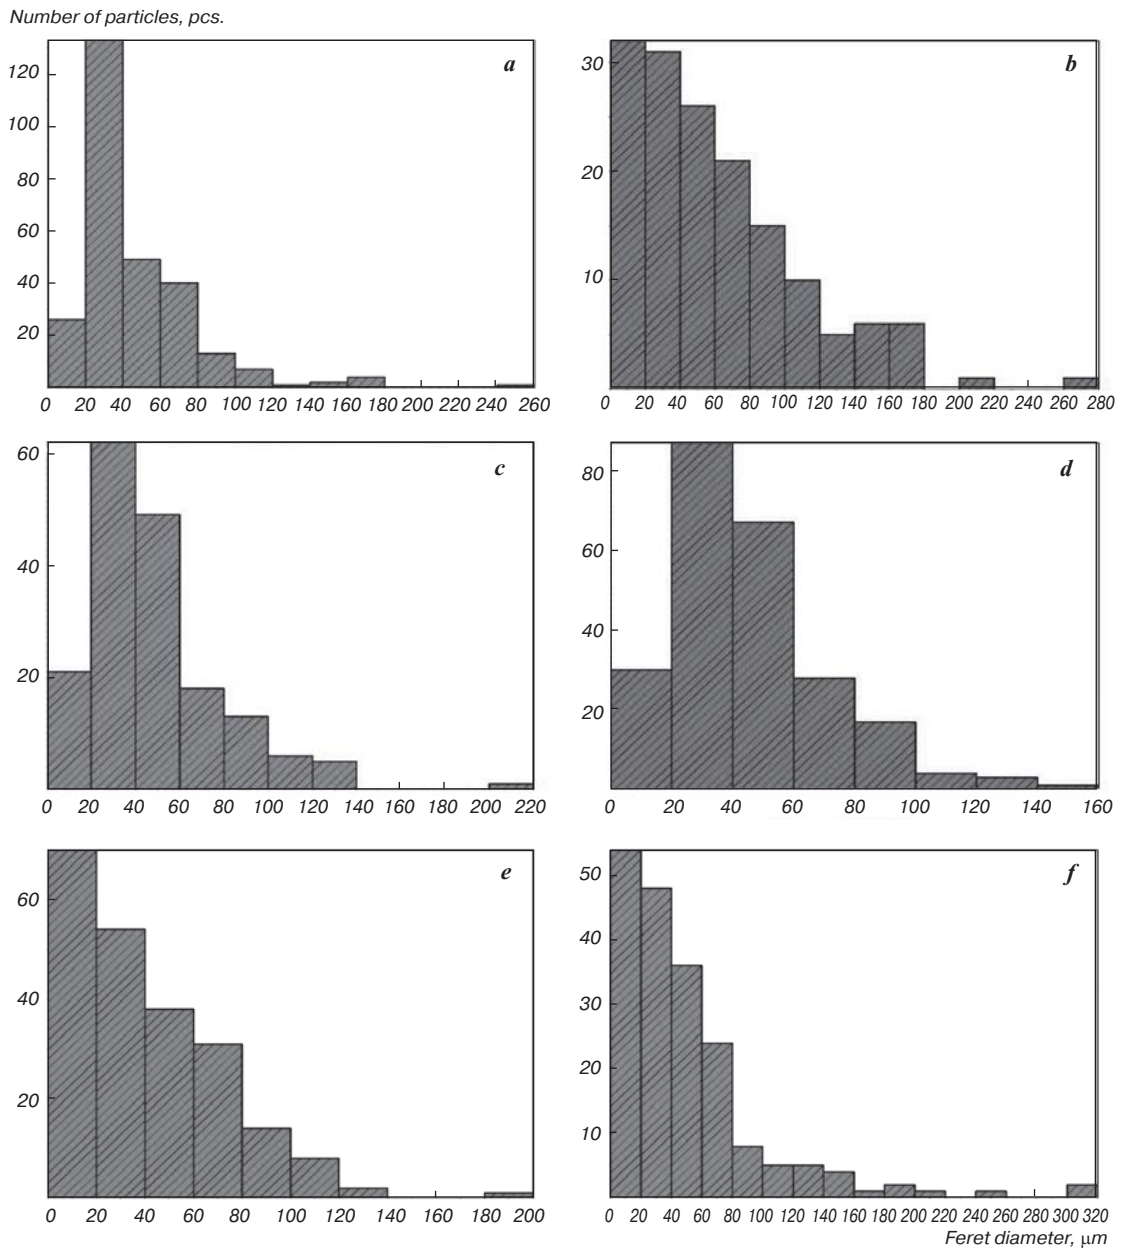 Number of particles, pcs.
a
120
100
80
60
40
20
0 20 40 60 80 100 120 140 160 180 200 220 240 260
b
30
20
10
0 20 40 60 80 100 120 140 160 180 200 220 240 260 280
c
60
40
20
0 20 40 60 80 100 120 140 160 180 200 220
d
80
60
40
20
0 20 40 60 80 100 120 140 160
e
60
40
20
0 20 40 60 80 100 120 140 160 180 200
f
50
40
30
20
10
0 20 40 60 80 100 120 140 160 180 200 220 240 260 280 300 320
Feret diameter, μm